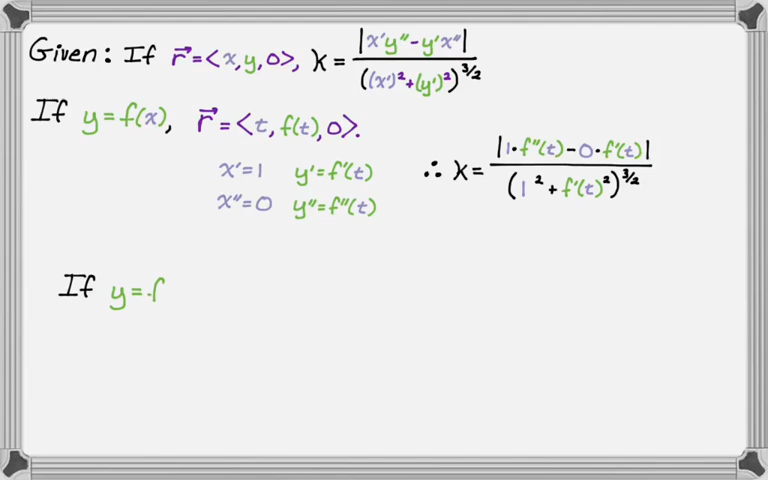 Given: If r⃗ = <x, y, 0>, κ = |x'y" - y'x"| / ((x')² + (y')²)^3/2
If y = f(x), r⃗ = <t, f(t), 0>.
x' = 1 y' = f'(t)
x" = 0 y" = f"(t)
∴ κ = |1·f"(t) - 0·f'(t)| / (1² + f'(t)²)^3/2
If y = f